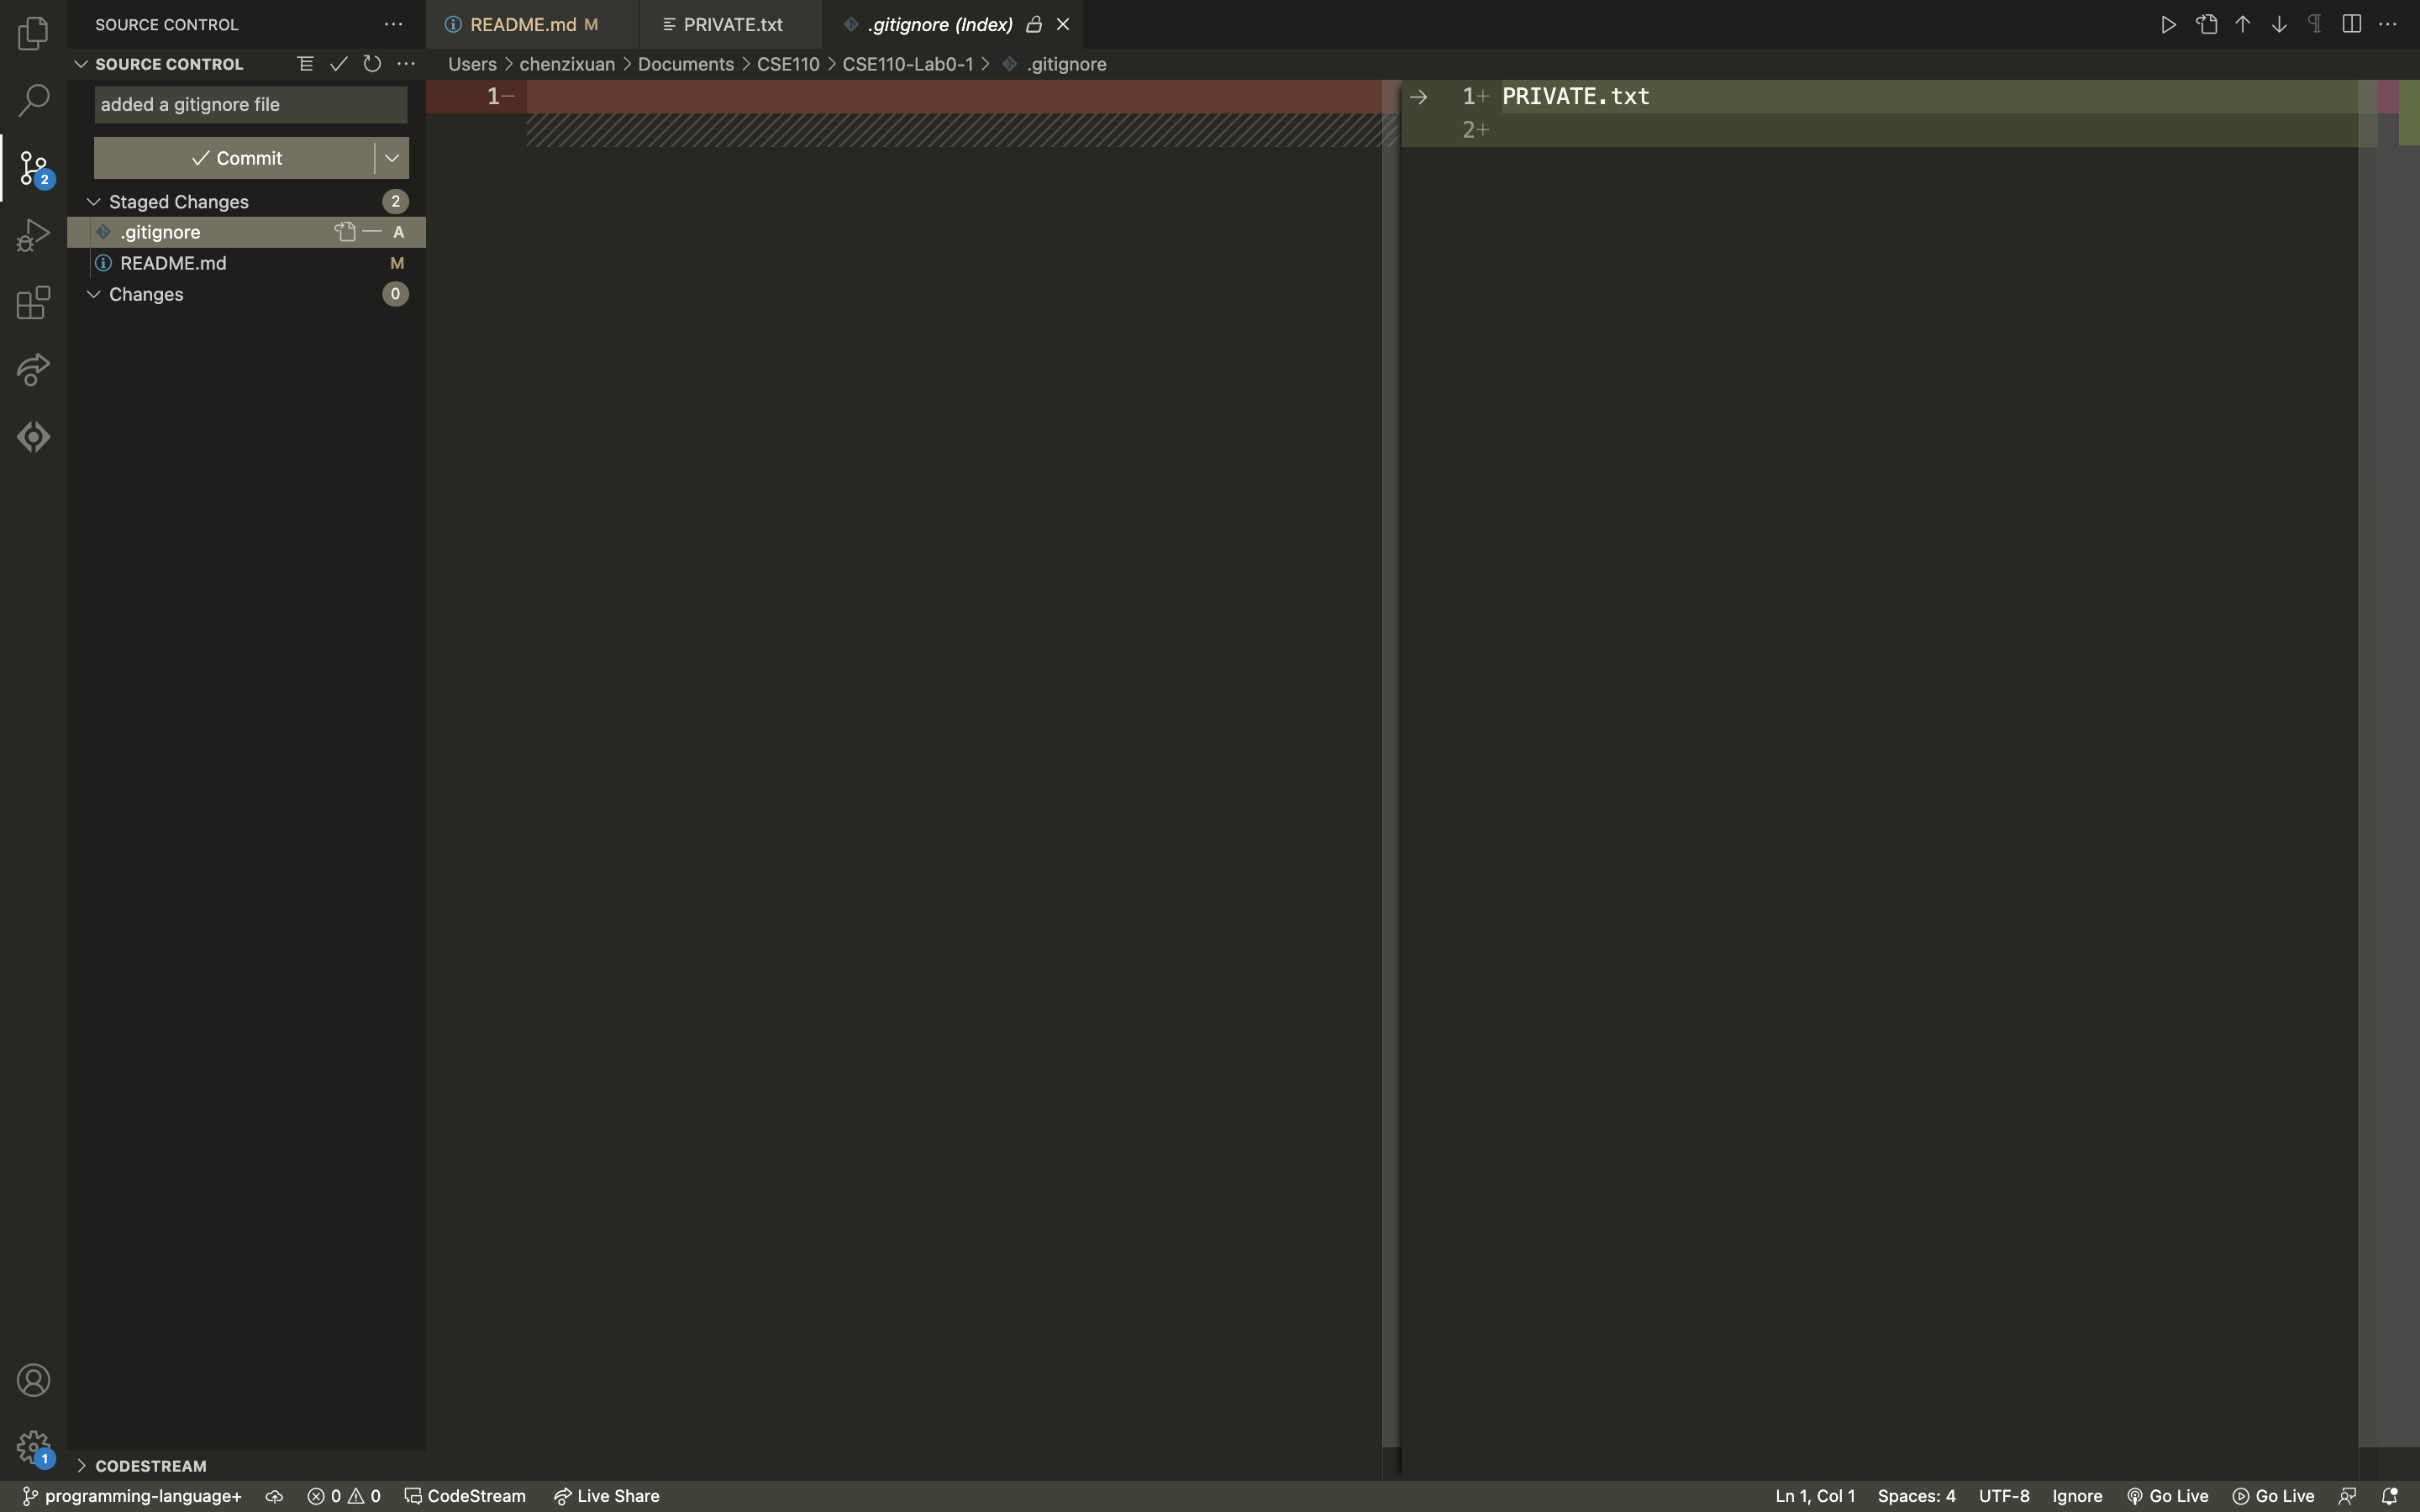 SOURCE CONTROL
README.md M
PRIVATE.txt
.gitignore (Index)
SOURCE CONTROL
Users > chenzixuan > Documents > CSE110 > CSE110-Lab0-1 > .gitignore
added a gitignore file
Commit
Staged Changes 2
.gitignore A
README.md M
Changes 0
2
1−
1+ PRIVATE.txt
2+
1
CODESTREAM
programming-language+ 0 0 CodeStream Live Share Ln 1, Col 1 Spaces: 4 UTF-8 Ignore Go Live Go Live